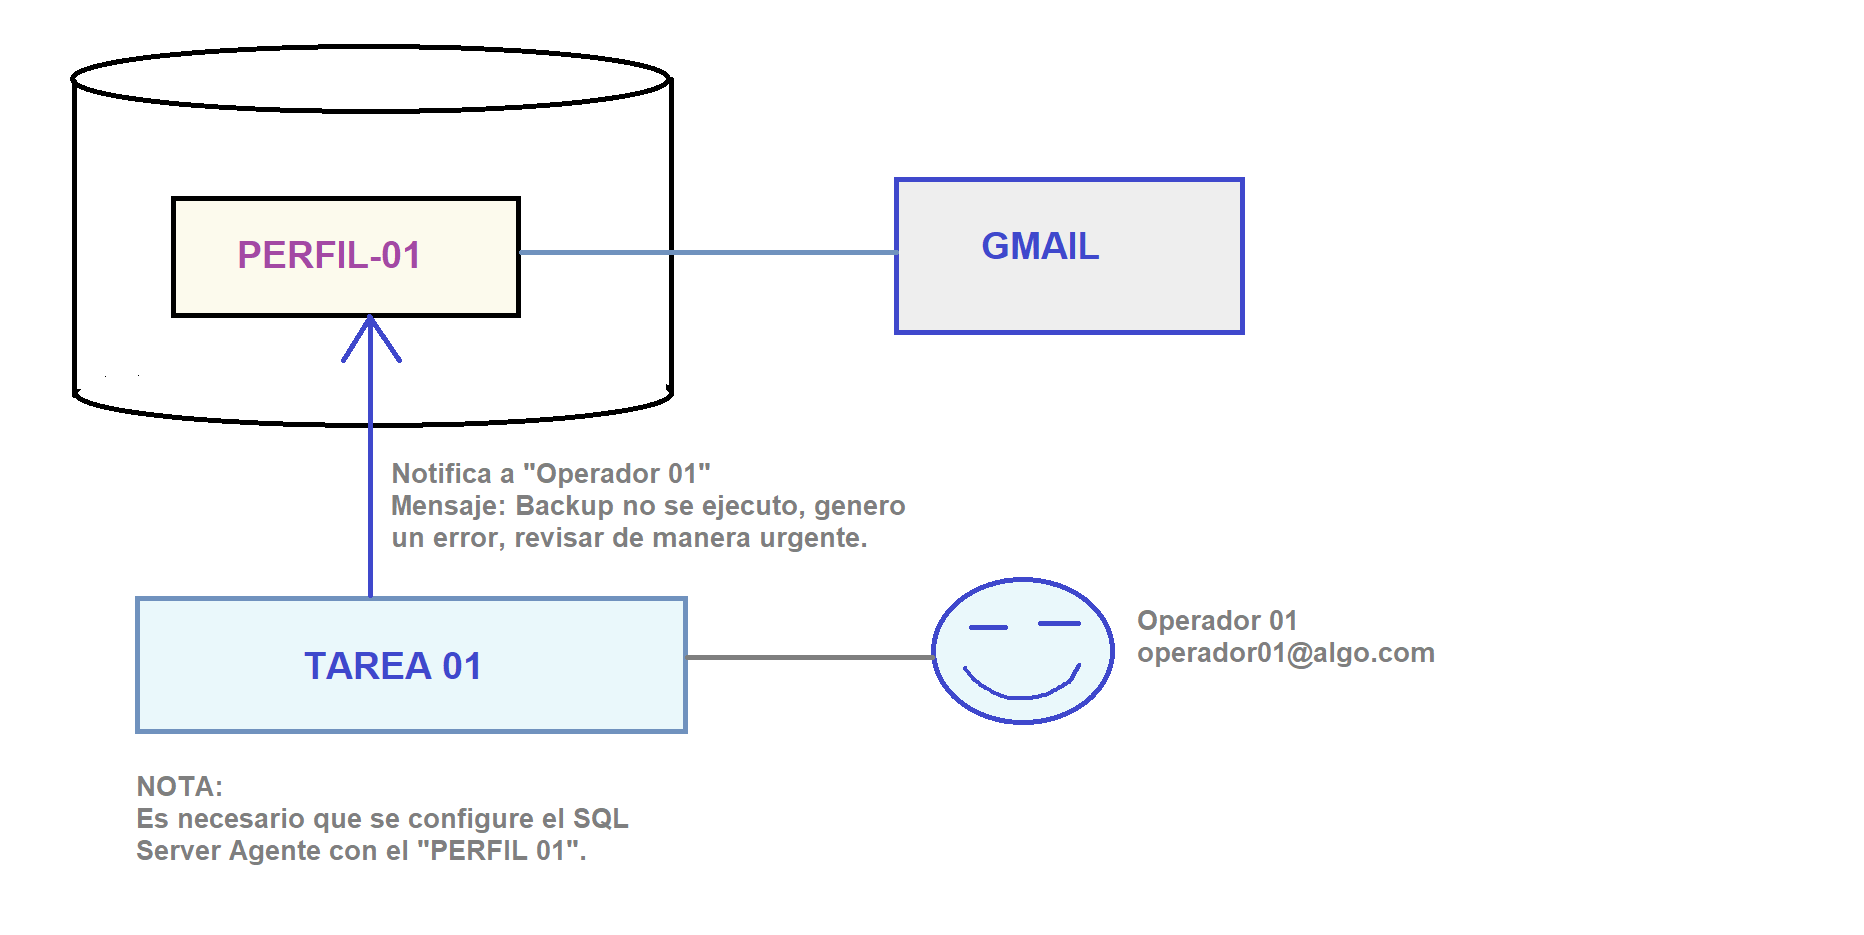 PERFIL-01
GMAIL
Notifica a "Operador 01"
Mensaje: Backup no se ejecuto, genero
un error, revisar de manera urgente.
TAREA 01
Operador 01
operador01@algo.com
NOTA:
Es necesario que se configure el SQL
Server Agente con el "PERFIL 01".